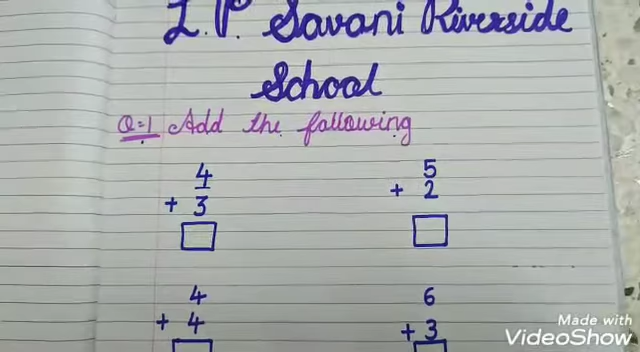 L.P. Savani Riverside
School
Q=1 Add the following
4 5
+ 3 + 2
4 6
+ 4 + 3
Made with
VideoShow